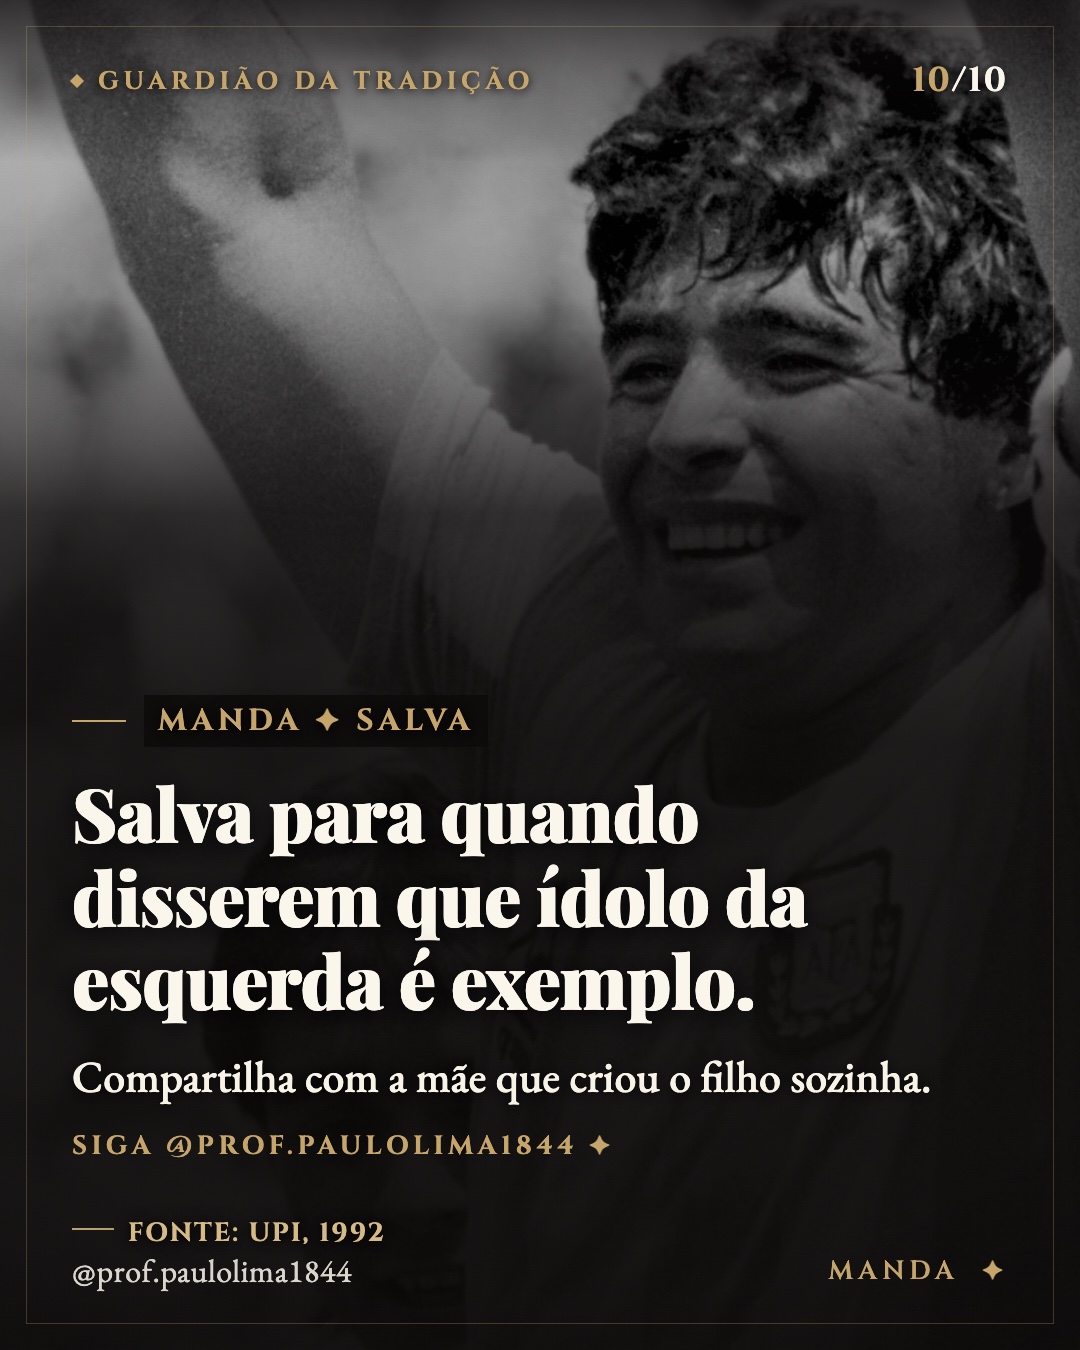 ◆ GUARDIÃO DA TRADIÇÃO
10/10
MANDA ✦ SALVA
Salva para quando
disserem que ídolo da
esquerda é exemplo.
Compartilha com a mãe que criou o filho sozinha.
SIGA @PROF.PAULOLIMA1844 ✦
— FONTE: UPI, 1992
@prof.paulolima1844
MANDA ✦